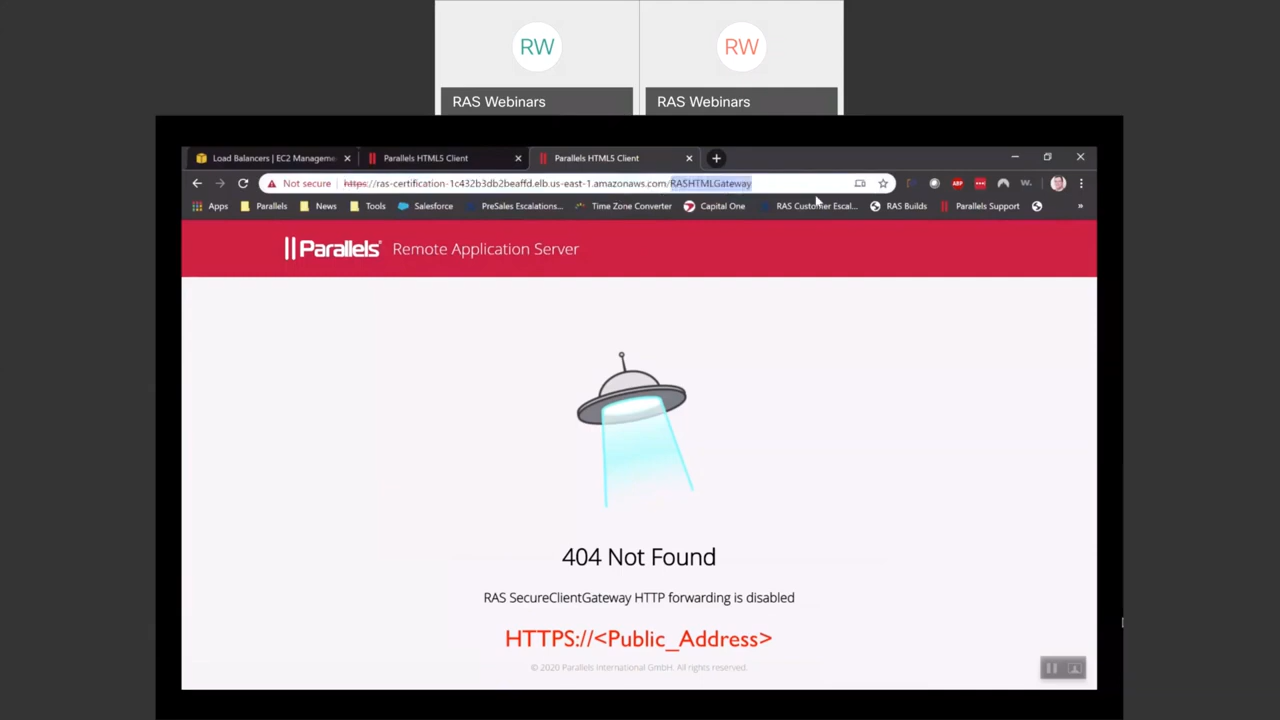 RW
RW
RAS Webinars
RAS Webinars
Load Balancers | EC2 Manageme
Parallels HTML5 Client
Parallels HTML5 Client
Not secure
https://ras-certification-1c432b3db2beaffd.elb.us-east-1.amazonaws.com/RASHTMLGateway
ABP
W.
Apps
Parallels
News
Tools
Salesforce
PreSales Escalations...
Time Zone Converter
Capital One
RAS Customer Escal...
RAS Builds
Parallels Support
»
Parallels® Remote Application Server
404 Not Found
RAS SecureClientGateway HTTP forwarding is disabled
HTTPS://<Public_Address>
© 2020 Parallels International GmbH. All rights reserved.